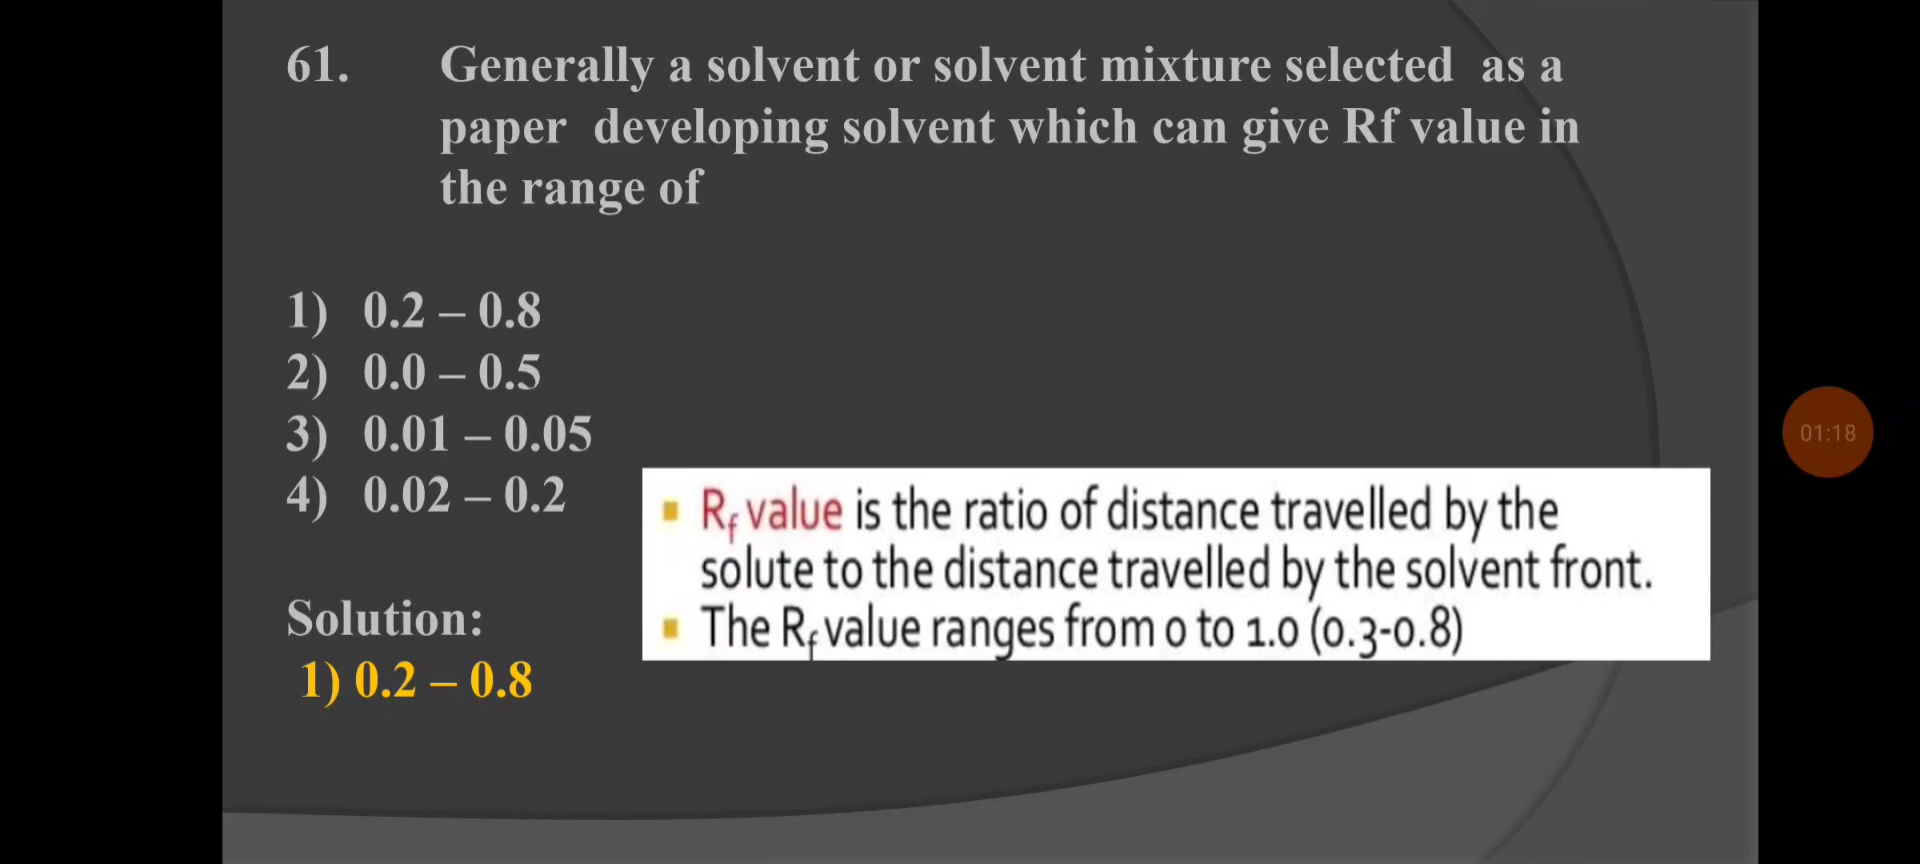 61. Generally a solvent or solvent mixture selected as a
paper developing solvent which can give Rf value in
the range of
1) 0.2 – 0.8
2) 0.0 – 0.5
3) 0.01 – 0.05
4) 0.02 – 0.2
Solution:
1) 0.2 – 0.8
▪ Rf value is the ratio of distance travelled by the
solute to the distance travelled by the solvent front.
▪ The Rf value ranges from 0 to 1.0 (0.3-0.8)
01:18